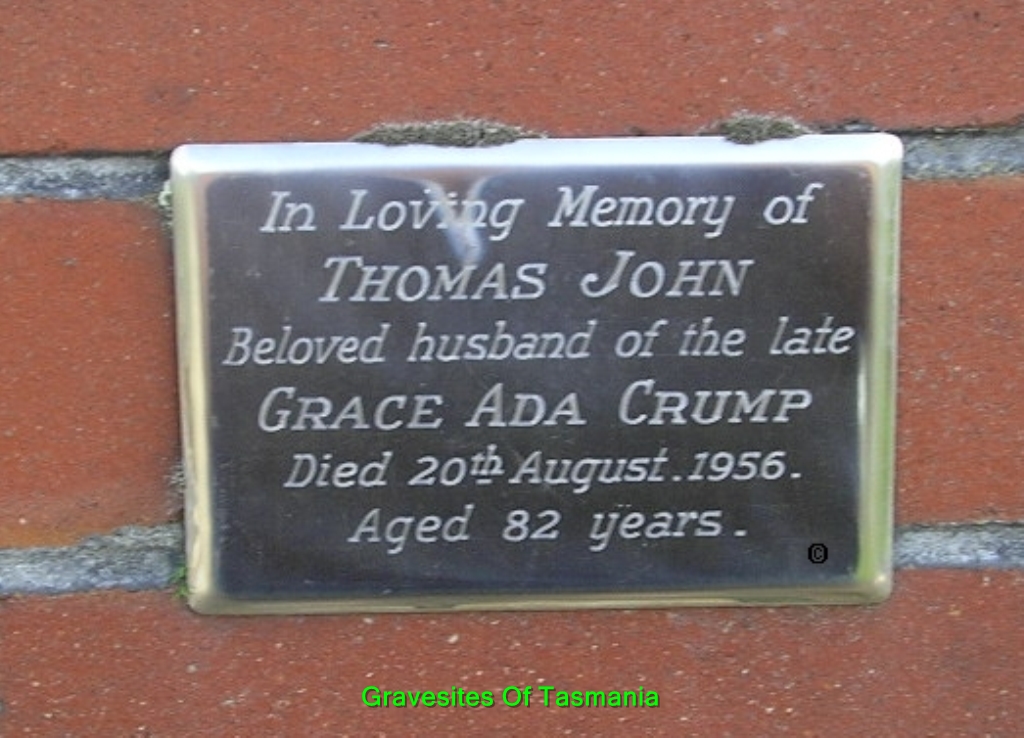 In Loving Memory of
THOMAS JOHN
Beloved husband of the late
GRACE ADA CRUMP
Died 20th August.1956.
Aged 82 years.
©
Gravesites Of Tasmania